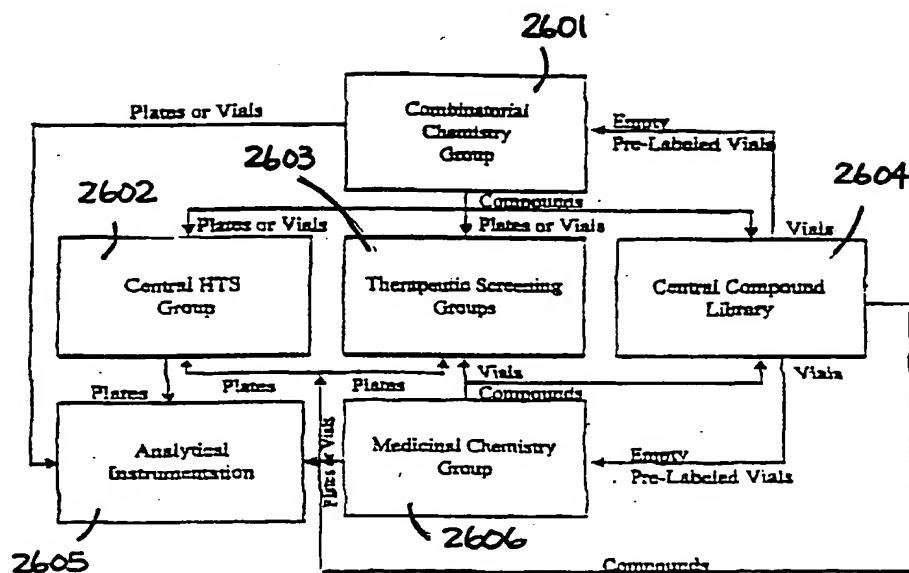 2601
Plates or Vials
Combinatorial
Chemistry
Group
Empty
Pre-Labeled Vials
2603
2602
2604
Compounds
Plates or Vials
Plates or Vials
Vials
Central HTS
Group
Therapeutic Screening
Groups
Central Compound
Library
Plates
Plates
Plates
Vials
Compounds
Vials
Analytical
Instrumentation
Plates or Vials
Medicinal Chemistry
Group
Empty
Pre-Labeled Vials
2605
2606
Compounds